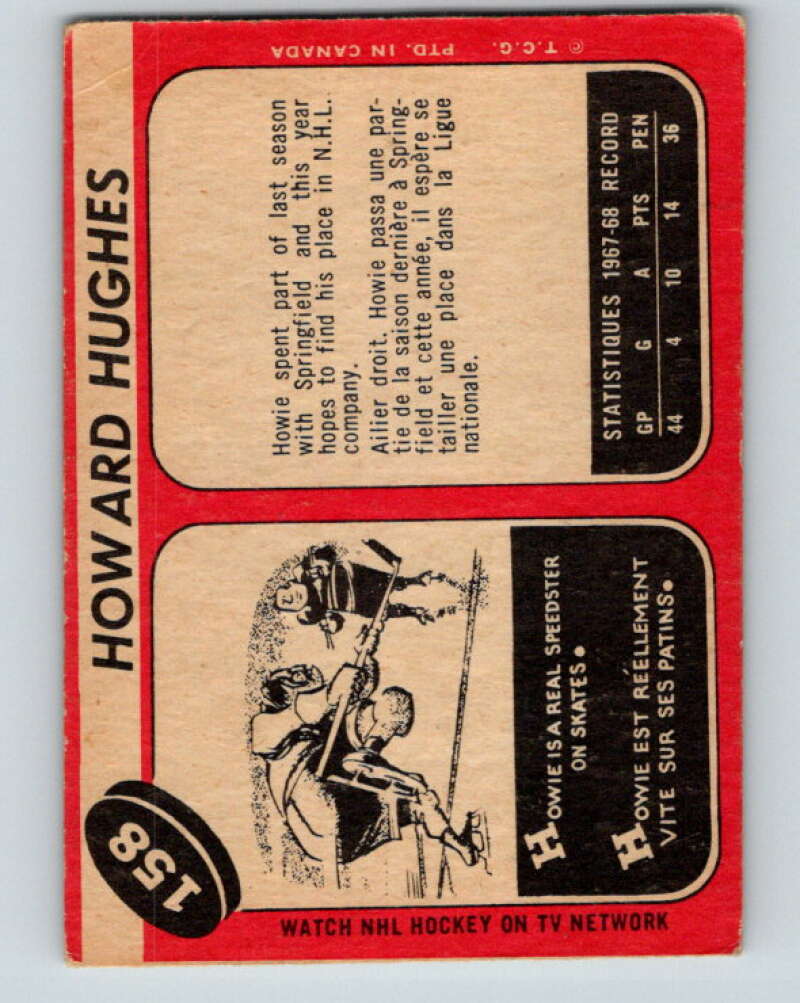 158
HOWARD HUGHES
WATCH NHL HOCKEY ON TV NETWORK
HOWIE IS A REAL SPEEDSTER
ON SKATES.
HOWIE EST RÉELLEMENT
VITE SUR SES PATINS.
Howie spent part of last season
with Springfield and this year
hopes to find his place in N.H.L.
company.
Ailier droit. Howie passa une par-
tie de la saison dernière à Spring-
field et cette année, il espère se
tailler une place dans la Ligue
nationale.
STATISTIQUES 1967-68 RECORD
GP G A PTS PEN
44 4 10 14 36
© T.C.G. PTD. IN CANADA